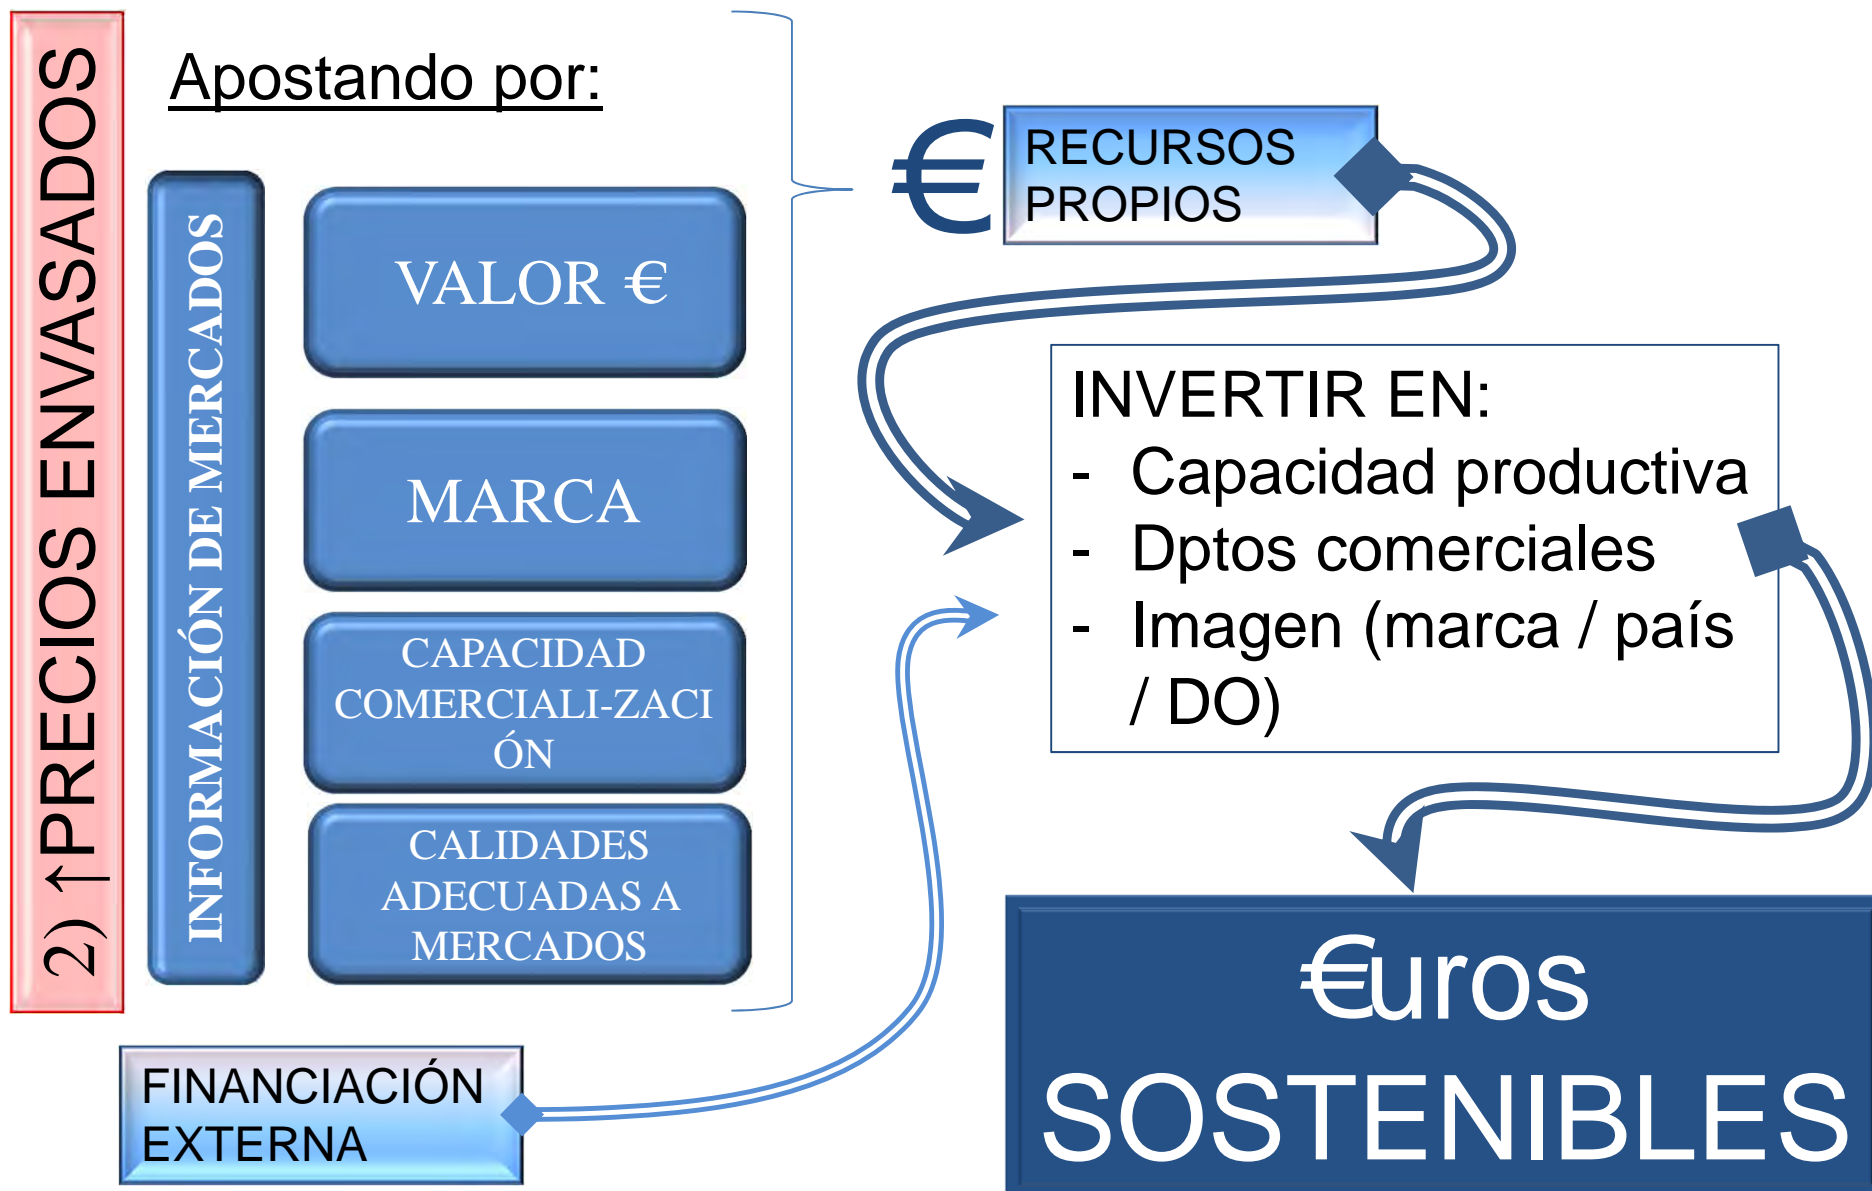 2) ↑PRECIOS ENVASADOS
Apostando por:
INFORMACIÓN DE MERCADOS
VALOR €
MARCA
CAPACIDAD
COMERCIALI-ZACI
ÓN
CALIDADES
ADECUADAS A
MERCADOS
FINANCIACIÓN
EXTERNA
€
RECURSOS
PROPIOS
INVERTIR EN:
- Capacidad productiva
- Dptos comerciales
- Imagen (marca / país
/ DO)
€uros
SOSTENIBLES